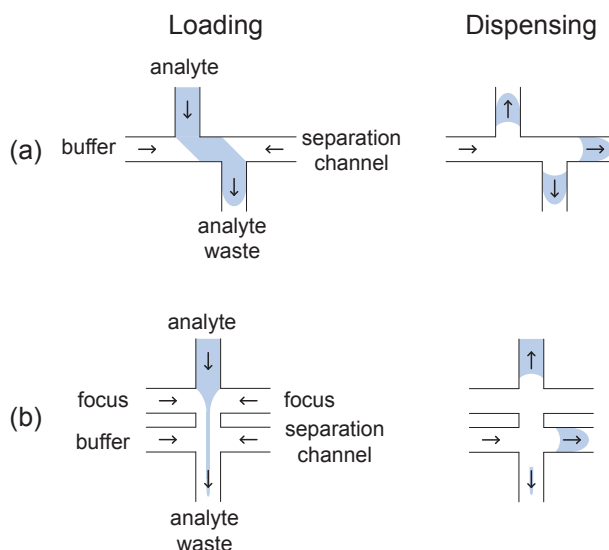 Loading
Dispensing
analyte
(a)
buffer
separation
channel
analyte
waste
analyte
(b)
focus
focus
buffer
separation
channel
analyte
waste